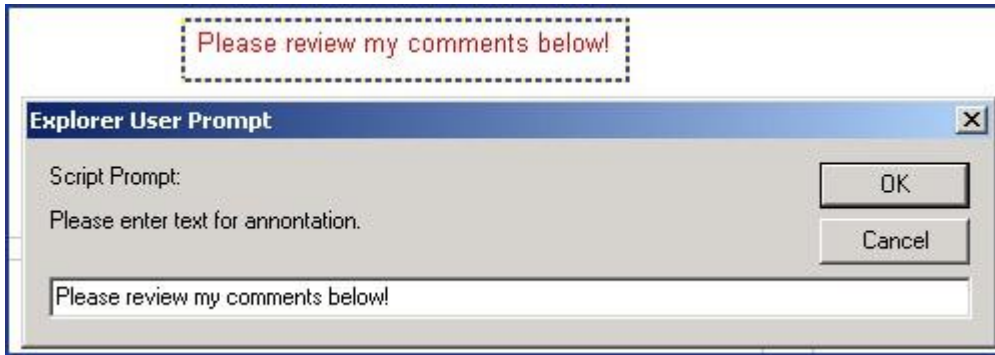 Please review my comments below!
Explorer User Prompt
Script Prompt:
OK
Please enter text for annontation.
Cancel
Please review my comments below!